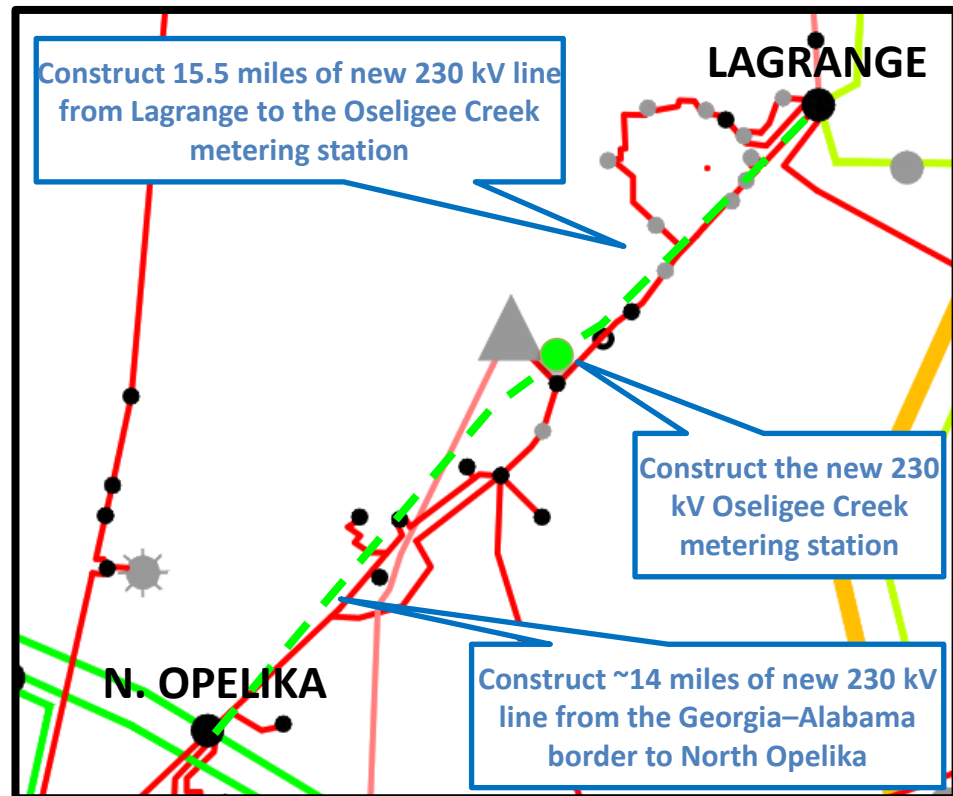 Construct 15.5 miles of new 230 kV line
from Lagrange to the Oseligee Creek
metering station
LAGRANGE
Construct the new 230
kV Oseligee Creek
metering station
N. OPELIKA
Construct ~14 miles of new 230 kV
line from the Georgia–Alabama
border to North Opelika